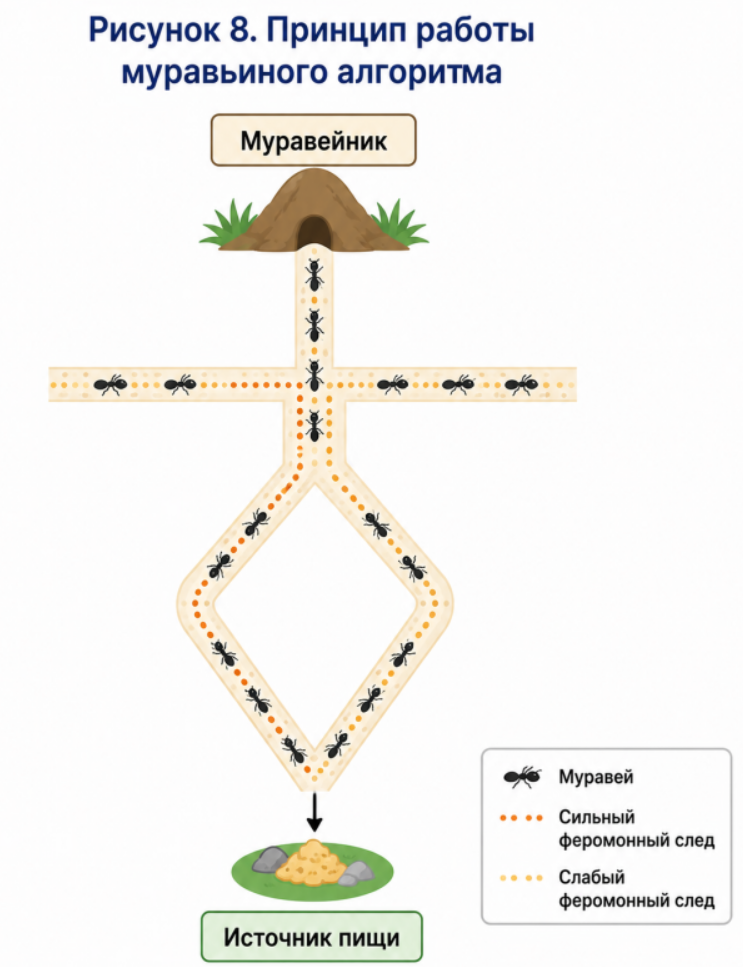 Рисунок 8. Принцип работы
муравьиного алгоритма
Муравейник
Муравей
Сильный
феромонный след
Слабый
феромонный след
Источник пищи